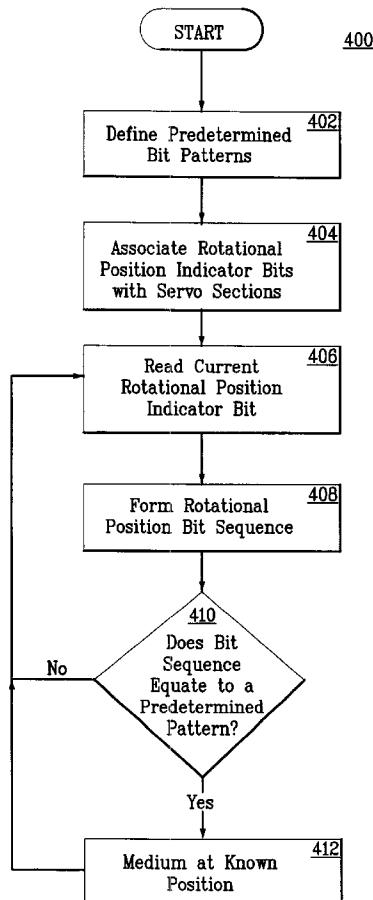 START
400
402
Define Predetermined
Bit Patterns
404
Associate Rotational
Position Indicator Bits
with Servo Sections
406
Read Current
Rotational Position
Indicator Bit
408
Form Rotational
Position Bit Sequence
410
Does Bit
Sequence
Equate to a
Predetermined
Pattern?
No
Yes
412
Medium at Known
Position